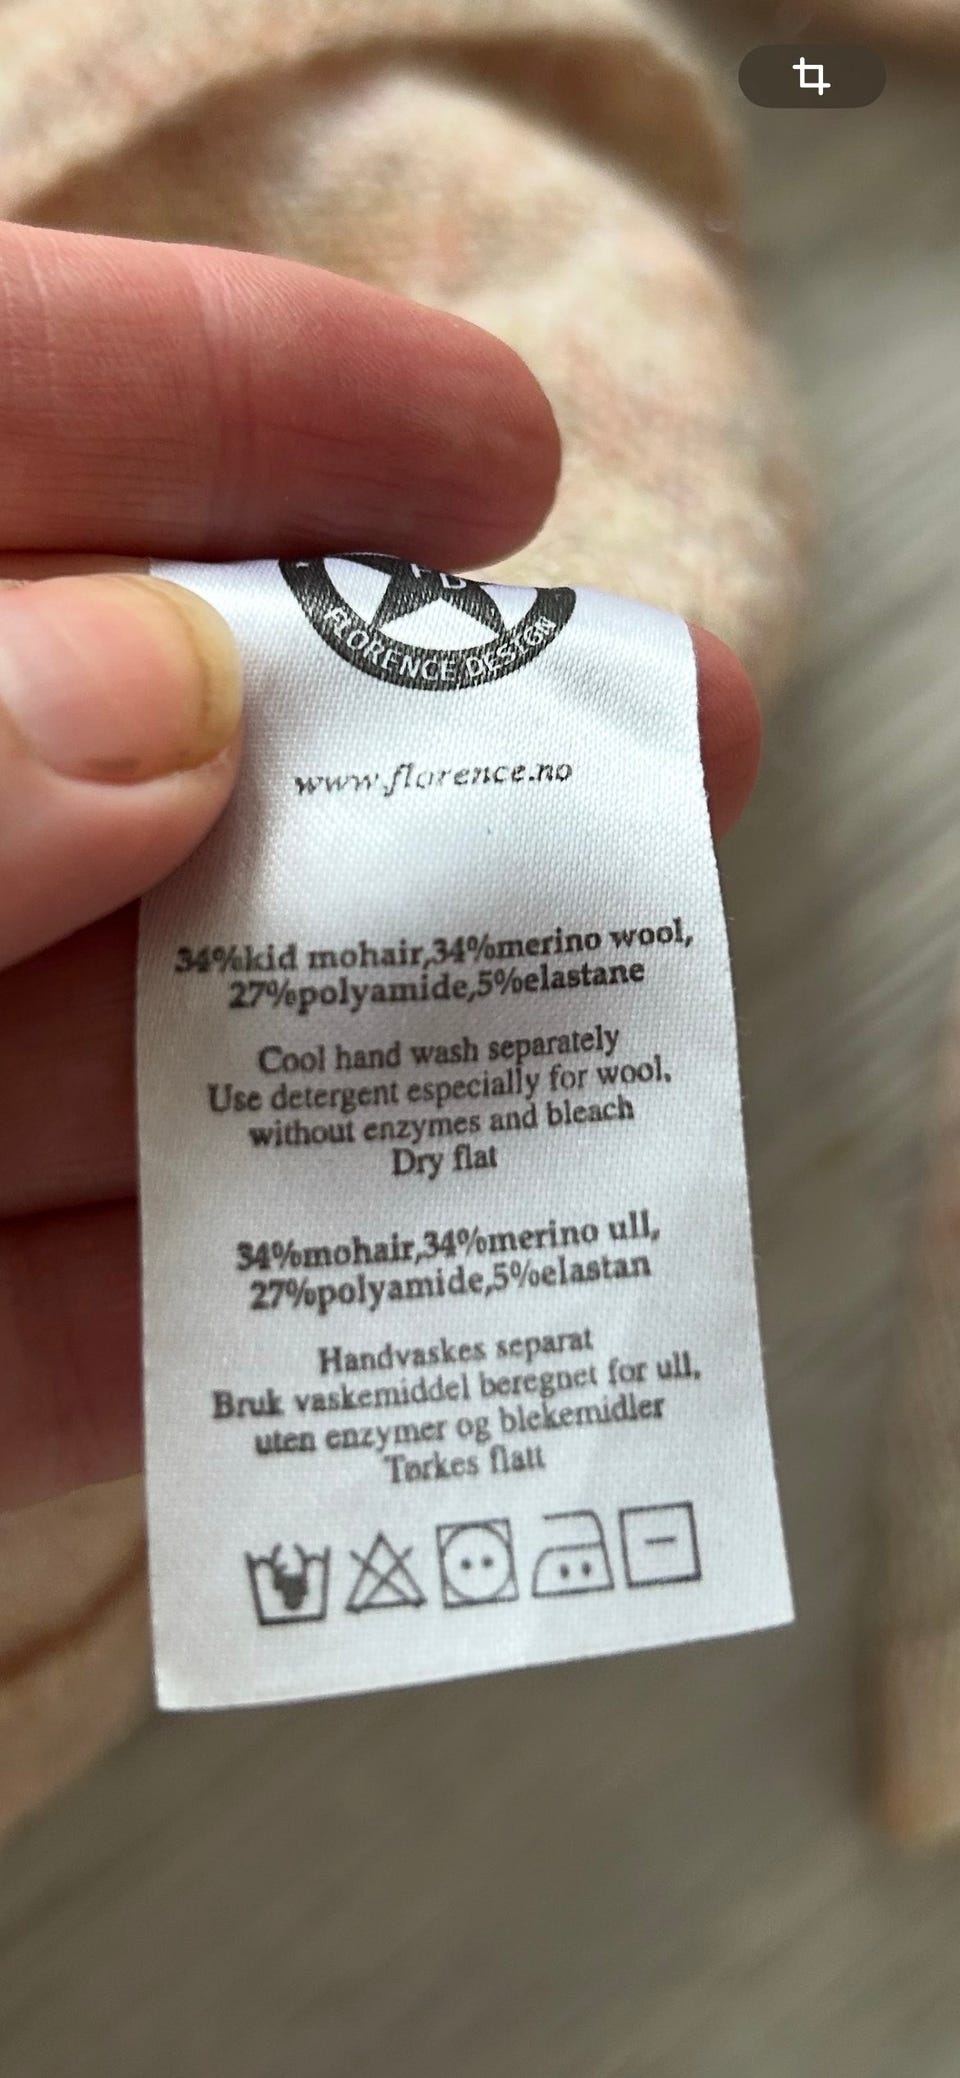 FLORENCE DESIGN
www.florence.no
34%kid mohair,34%merino wool,
27%polyamide,5%elastane
Cool hand wash separately
Use detergent especially for wool,
without enzymes and bleach
Dry flat
34%mohair,34%merino ull,
27%polyamide,5%elastan
Handvaskes separat
Bruk vaskemiddel beregnet for ull,
uten enzymer og blekemidler
Tørkes flatt